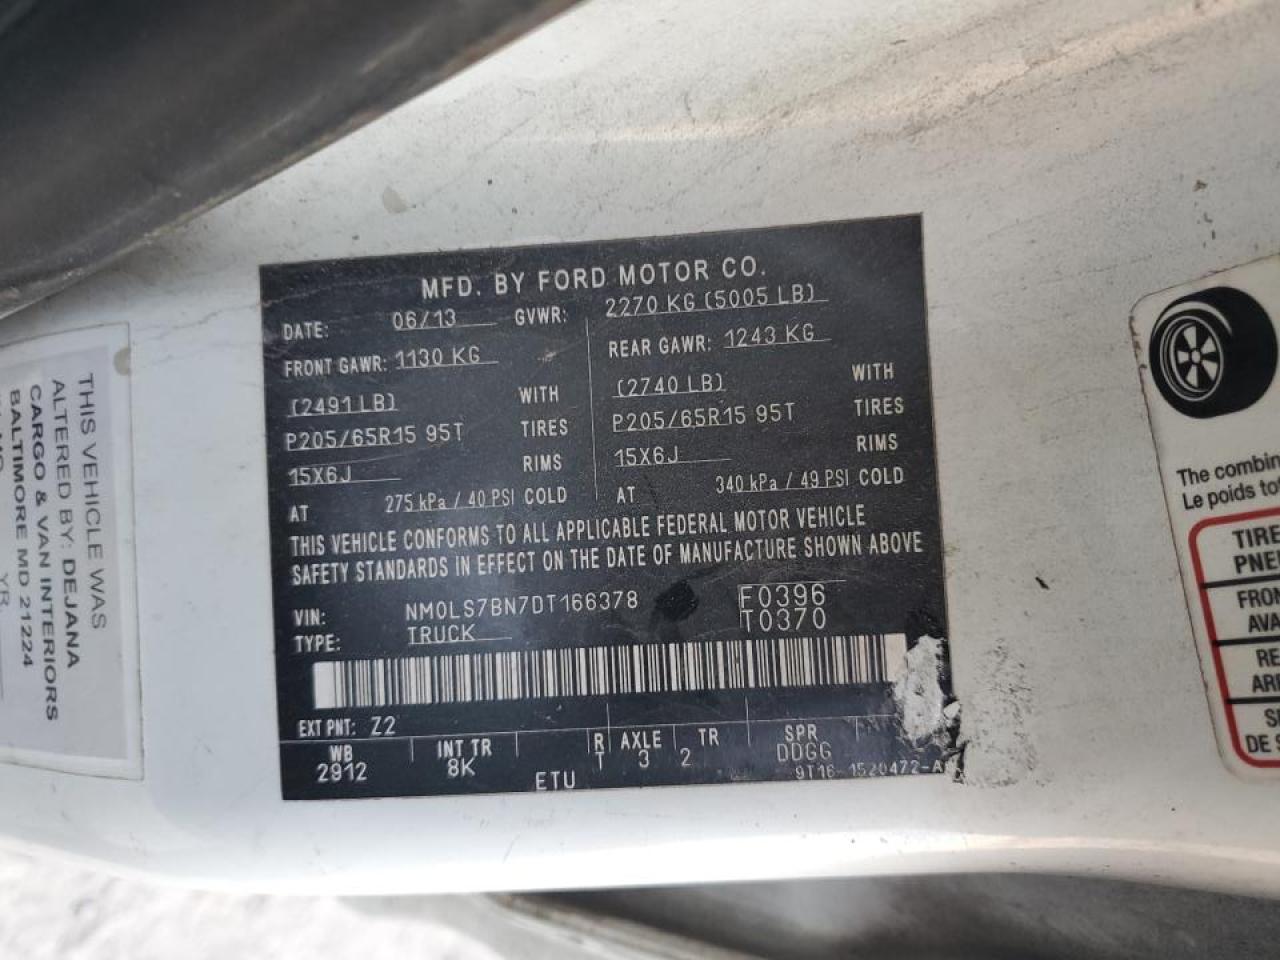 MFD. BY FORD MOTOR CO.
DATE: 06/13 GVWR: 2270 KG (5005 LB)
FRONT GAWR: 1130 KG REAR GAWR: 1243 KG
(2491 LB) WITH (2740 LB) WITH
P205/65R15 95T TIRES P205/65R15 95T TIRES
15X6J RIMS 15X6J RIMS
AT 275 kPa / 40 PSI COLD AT 340 kPa / 49 PSI COLD
THIS VEHICLE CONFORMS TO ALL APPLICABLE FEDERAL MOTOR VEHICLE
SAFETY STANDARDS IN EFFECT ON THE DATE OF MANUFACTURE SHOWN ABOVE
VIN: NM0LS7BN7DT166378 F0396
TYPE: TRUCK T0370
EXT PNT: Z2
WB INT TR R AXLE TR SPR
2912 8K T 3 2 DDGG
ETU 9T16-1520472-A
THIS VEHICLE WAS
ALTERED BY: DEJANA
CARGO & VAN INTERIORS
BALTIMORE MD 21224
YR
The combin
Le poids tot
TIRE
PNE
FRON
AVA
RE
ARR
S
DE S